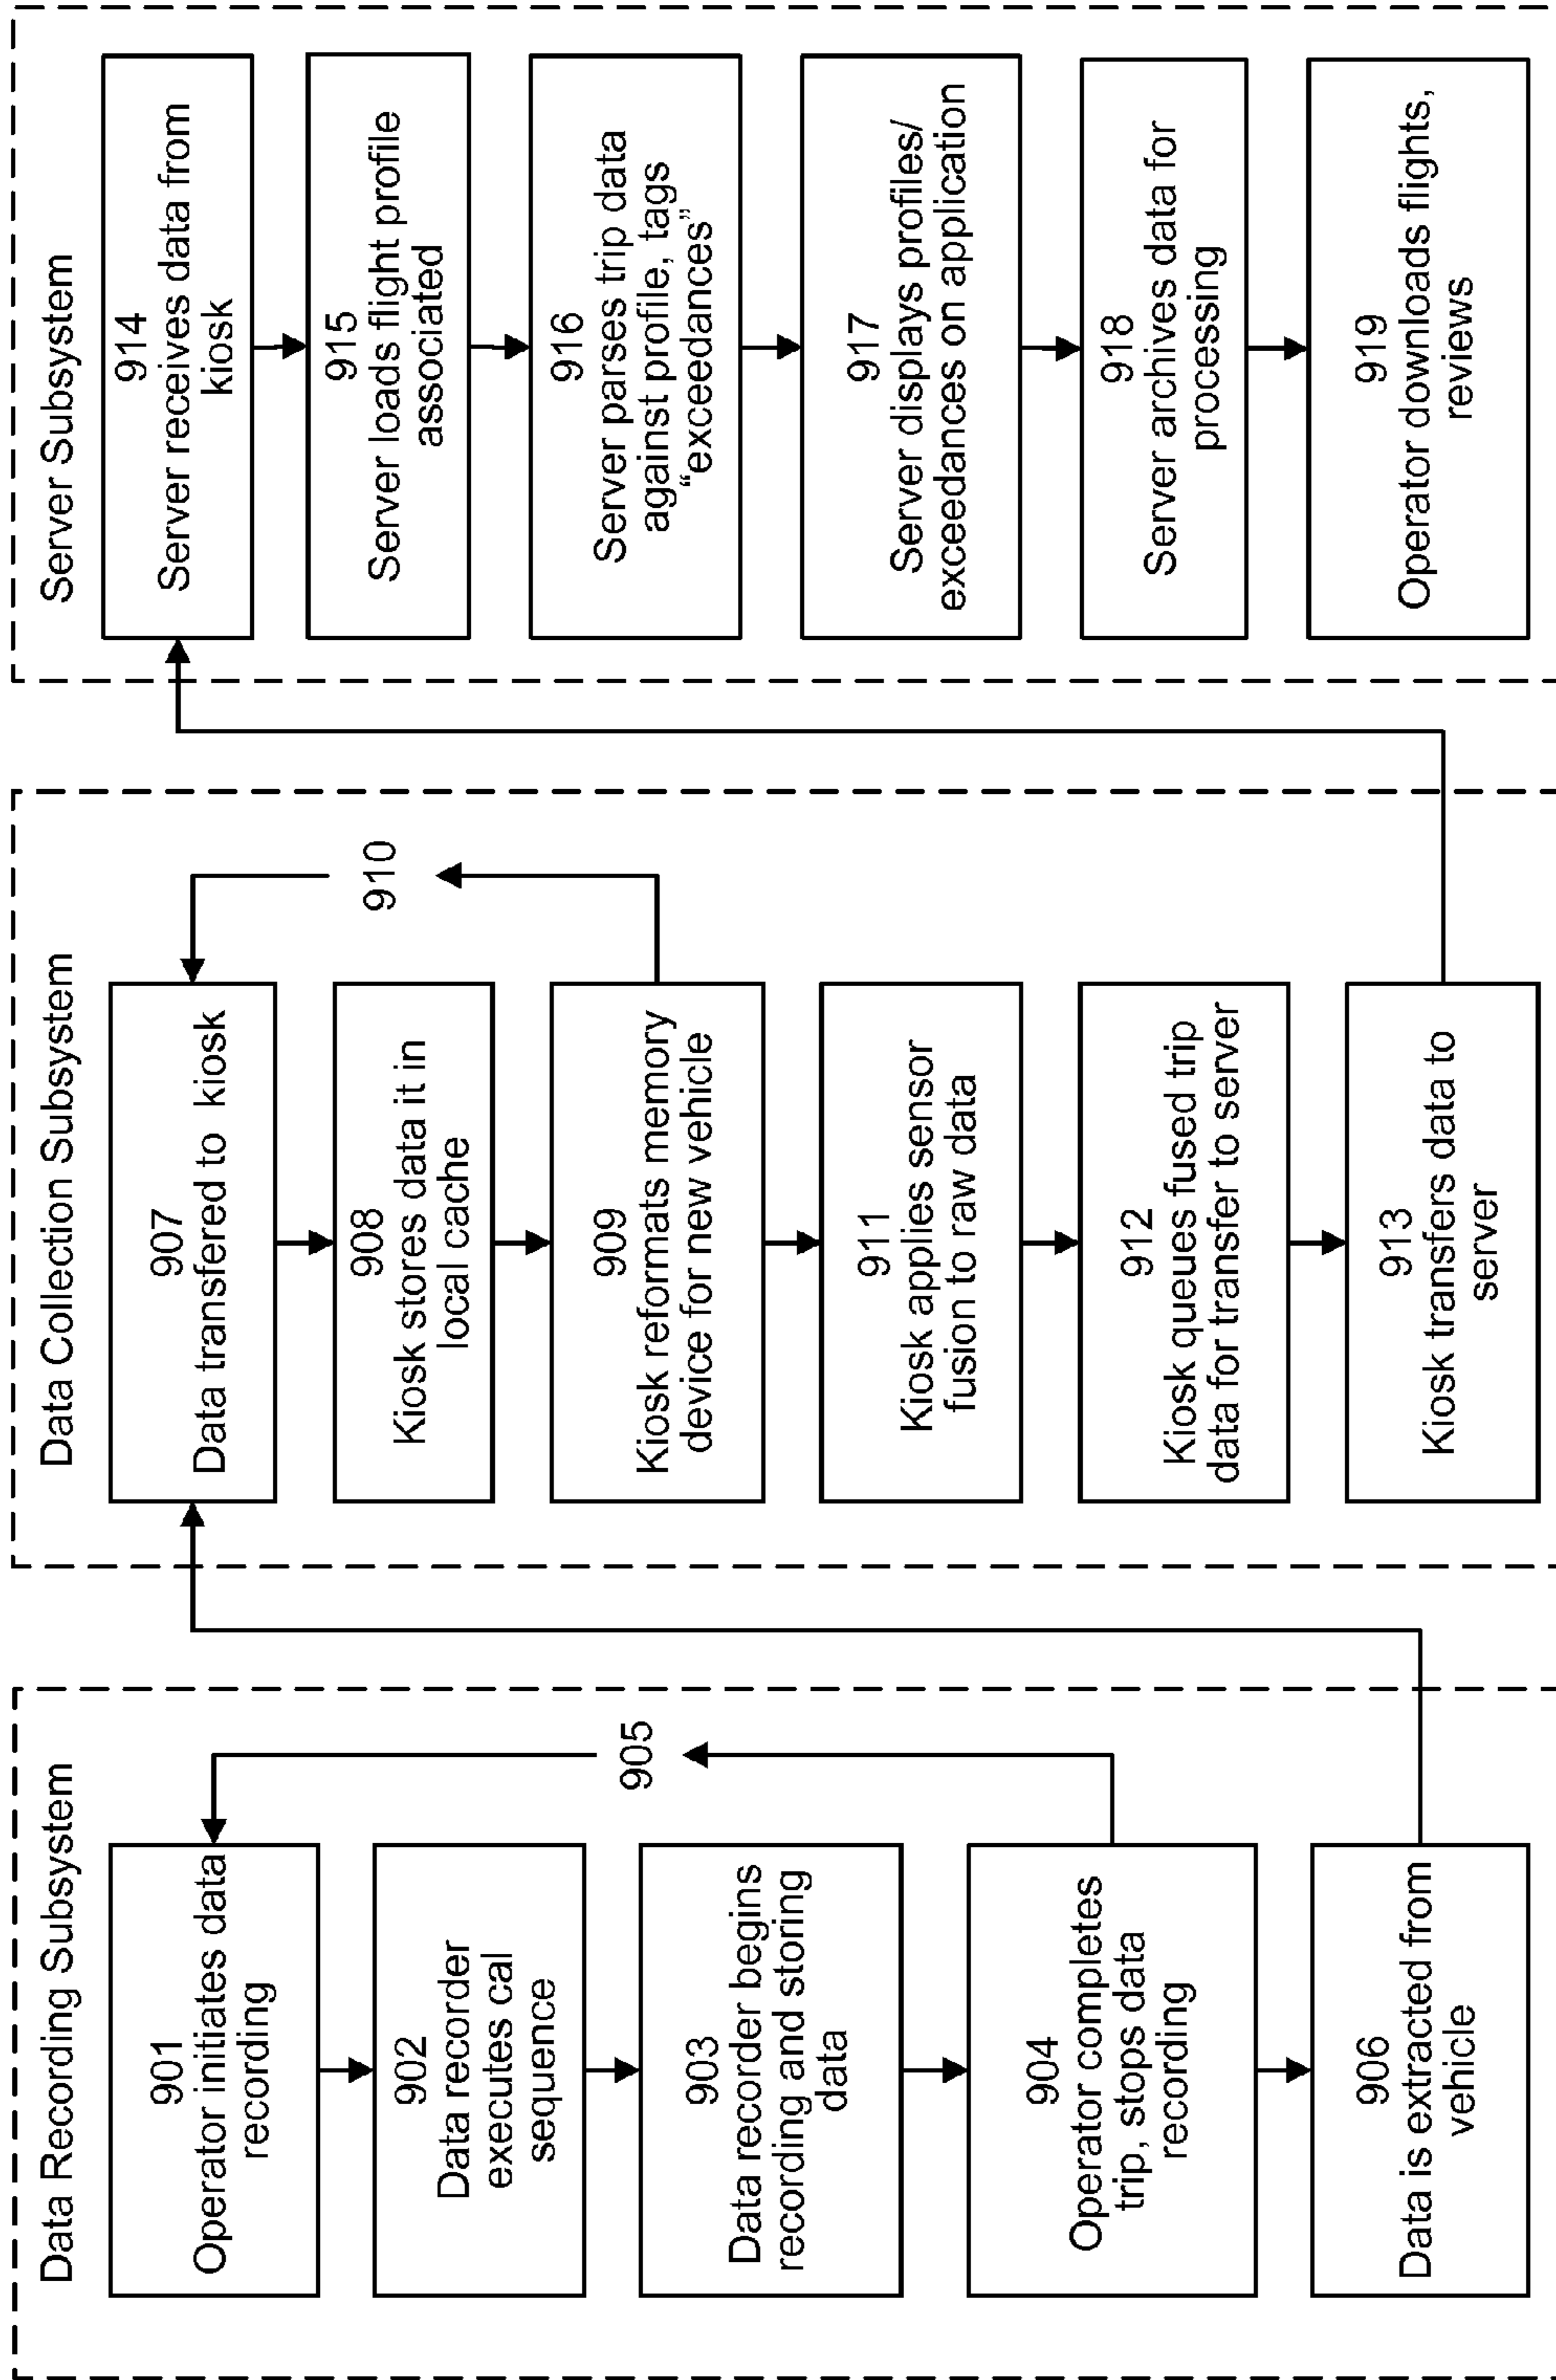 Data Recording Subsystem
901
Operator initiates data
recording
902
Data recorder
executes cal
sequence
903
Data recorder begins
recording and storing
data
904
Operator completes
trip, stops data
recording
905
906
Data is extracted from
vehicle
Data Collection Subsystem
907
Data transfered to kiosk
908
Kiosk stores data it in
local cache
909
Kiosk reformats memory
device for new vehicle
910
911
Kiosk applies sensor
fusion to raw data
912
Kiosk queues fused trip
data for transfer to server
913
Kiosk transfers data to
server
Server Subsystem
914
Server receives data from
kiosk
915
Server loads flight profile
associated
916
Server parses trip data
against profile, tags
“exceedances”
917
Server displays profiles/
exceedances on application
918
Server archives data for
processing
919
Operator downloads flights,
reviews